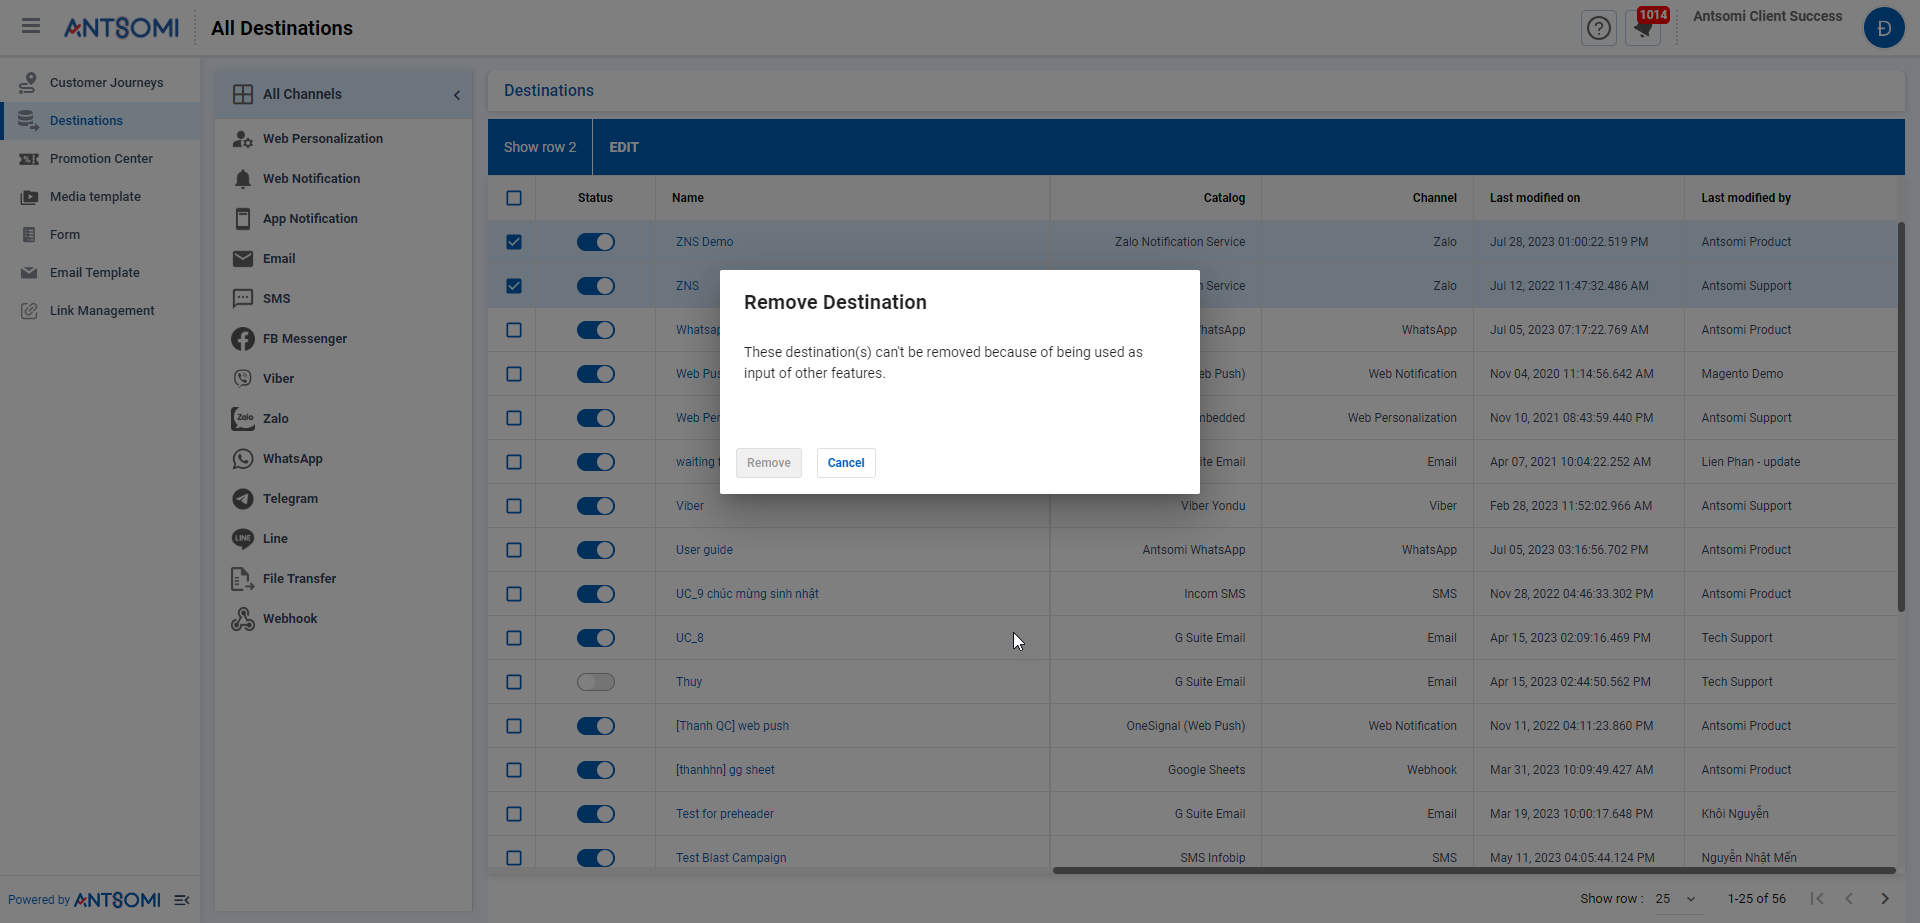 ANTSOMI
All Destinations
1014
Antsomi Client Success
Đ
Customer Journeys
Destinations
Promotion Center
Media template
Form
Email Template
Link Management
Powered by ANTSOMI
All Channels
Web Personalization
Web Notification
App Notification
Email
SMS
FB Messenger
Viber
Zalo
Zalo
WhatsApp
Telegram
LINE
Line
File Transfer
Webhook
Destinations
Show row 2
EDIT
Status Name Catalog Channel Last modified on Last modified by
ZNS Demo Zalo Notification Service Zalo Jul 28, 2023 01:00:22.519 PM Antsomi Product
ZNS Service Zalo Jul 12, 2022 11:47:32.486 AM Antsomi Support
WhatsApp Jul 05, 2023 07:17:22.769 AM Antsomi Product
Web Push) Web Notification Nov 04, 2020 11:14:56.642 AM Magento Demo
Web Web Personalization Nov 10, 2021 08:43:59.440 PM Antsomi Support
waiting Email Email Apr 07, 2021 10:04:22.252 AM Lien Phan - update
Viber Viber Yondu Viber Feb 28, 2023 11:52:02.966 AM Antsomi Support
User guide Antsomi WhatsApp WhatsApp Jul 05, 2023 03:16:56.702 PM Antsomi Product
UC_9 chúc mừng sinh nhật Incom SMS SMS Nov 28, 2022 04:46:33.302 PM Antsomi Product
UC_8 G Suite Email Email Apr 15, 2023 02:09:16.469 PM Tech Support
Thuy G Suite Email Email Apr 15, 2023 02:44:50.562 PM Tech Support
[Thanh QC] web push OneSignal (Web Push) Web Notification Nov 11, 2022 04:11:23.860 PM Antsomi Product
[thanhhn] gg sheet Google Sheets Webhook Mar 31, 2023 10:09:49.427 AM Antsomi Product
Test for preheader G Suite Email Email Mar 19, 2023 10:00:17.648 PM Khôi Nguyễn
Test Blast Campaign SMS Infobip SMS May 11, 2023 04:05:44.124 PM Nguyễn Nhật Mến
Show row : 25 1-25 of 56
Remove Destination
These destination(s) can't be removed because of being used as
input of other features.
Remove
Cancel